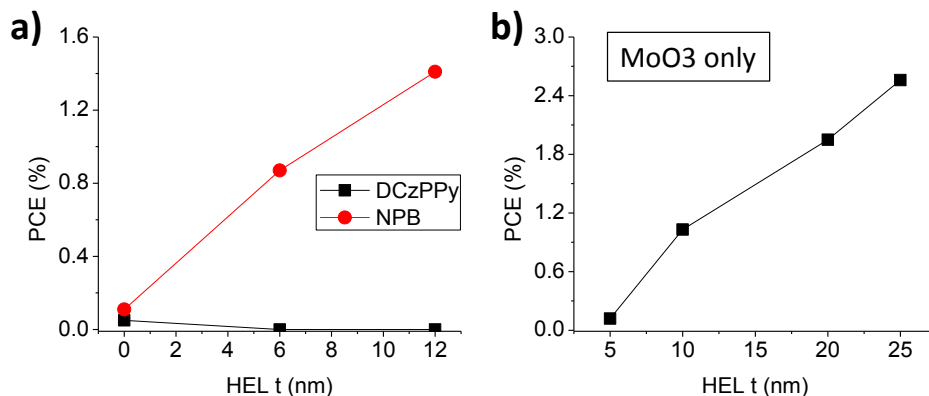 a)
1.6
1.2
0.8
0.4
0.0
PCE (%)
DCzPPy
NPB
0 2 4 6 8 10 12
HEL t (nm)
b)
MoO3 only
3.0
2.4
1.8
1.2
0.6
0.0
PCE (%)
5 10 15 20 25
HEL t (nm)